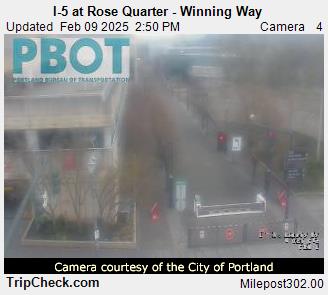 I-5 at Rose Quarter - Winning Way
Updated Feb 09 2025 2:50 PM Camera 4
PBOT
PORTLAND BUREAU OF TRANSPORTATION
Camera courtesy of the City of Portland
TripCheck.com Milepost302.00